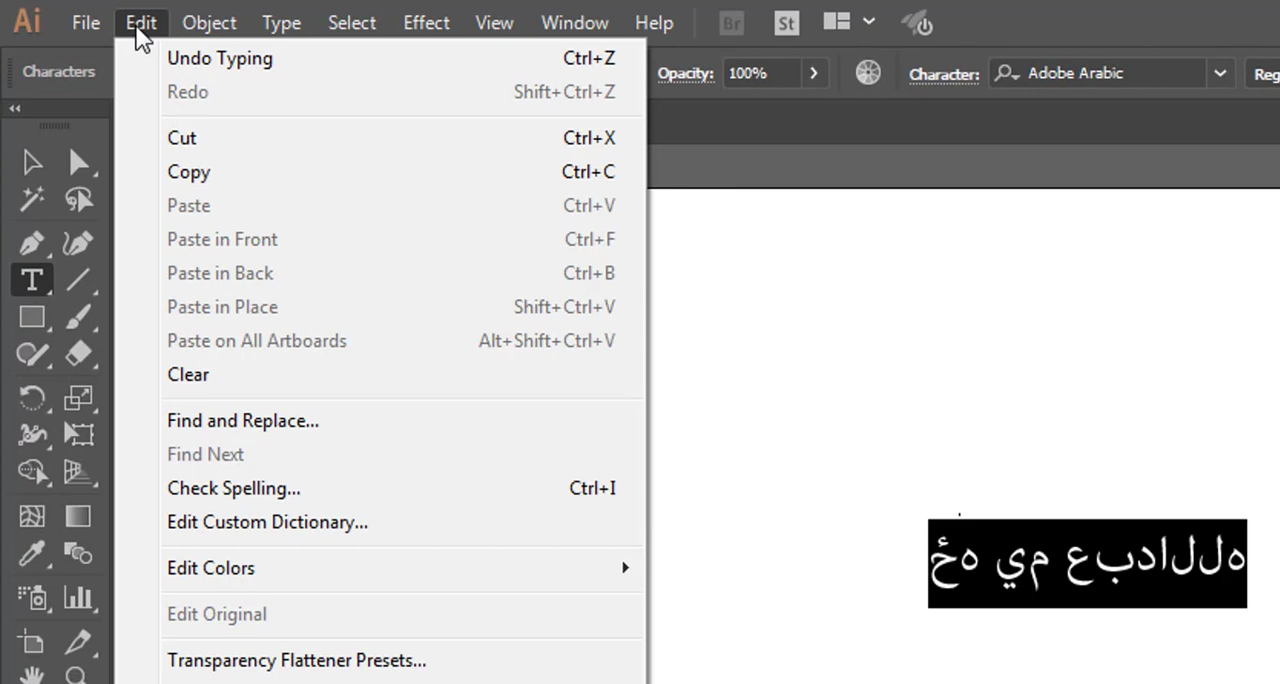 Ai File Edit Object Type Select Effect View Window Help Br St
Characters Opacity: 100% Character: Adobe Arabic Reg
Undo Typing Ctrl+Z
Redo Shift+Ctrl+Z
Cut Ctrl+X
Copy Ctrl+C
Paste Ctrl+V
Paste in Front Ctrl+F
Paste in Back Ctrl+B
Paste in Place Shift+Ctrl+V
Paste on All Artboards Alt+Shift+Ctrl+V
Clear
Find and Replace...
Find Next
Check Spelling... Ctrl+I
Edit Custom Dictionary...
Edit Colors
Edit Original
Transparency Flattener Presets...
هللادبع مي هځ